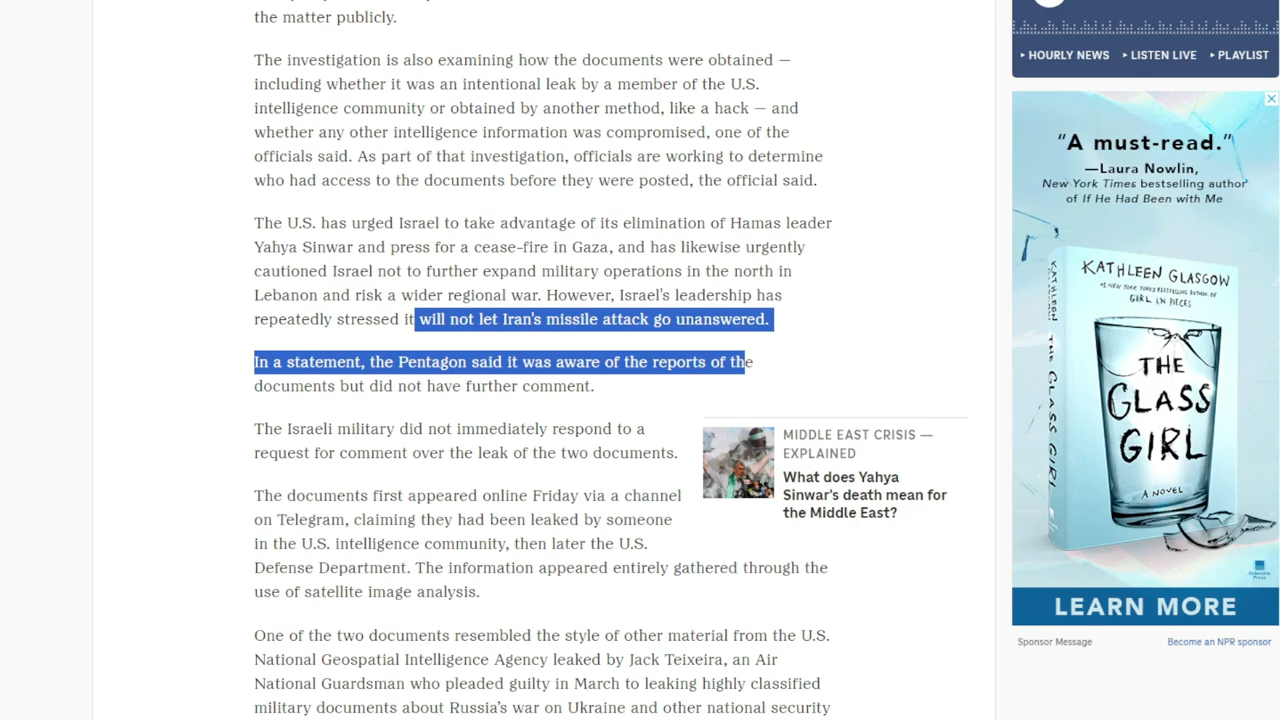 the matter publicly.
The investigation is also examining how the documents were obtained —
including whether it was an intentional leak by a member of the U.S.
intelligence community or obtained by another method, like a hack — and
whether any other intelligence information was compromised, one of the
officials said. As part of that investigation, officials are working to determine
who had access to the documents before they were posted, the official said.
The U.S. has urged Israel to take advantage of its elimination of Hamas leader
Yahya Sinwar and press for a cease-fire in Gaza, and has likewise urgently
cautioned Israel not to further expand military operations in the north in
Lebanon and risk a wider regional war. However, Israel's leadership has
repeatedly stressed it will not let Iran's missile attack go unanswered.
In a statement, the Pentagon said it was aware of the reports of the
documents but did not have further comment.
The Israeli military did not immediately respond to a
request for comment over the leak of the two documents.
The documents first appeared online Friday via a channel
on Telegram, claiming they had been leaked by someone
in the U.S. intelligence community, then later the U.S.
Defense Department. The information appeared entirely gathered through the
use of satellite image analysis.
One of the two documents resembled the style of other material from the U.S.
National Geospatial Intelligence Agency leaked by Jack Teixeira, an Air
National Guardsman who pleaded guilty in March to leaking highly classified
military documents about Russia’s war on Ukraine and other national security
MIDDLE EAST CRISIS —
EXPLAINED
What does Yahya
Sinwar's death mean for
the Middle East?
HOURLY NEWS
LISTEN LIVE
PLAYLIST
“A must-read.”
—Laura Nowlin,
New York Times bestselling author
of If He Had Been with Me
KATHLEEN GLASGOW
#1 NEW YORK TIMES BESTSELLING AUTHOR OF
GIRL IN PIECES
THE
GLASS
GIRL
A NOVEL
KATHLEEN THE GLASS GIRL
LEARN MORE
Sponsor Message
Become an NPR sponsor